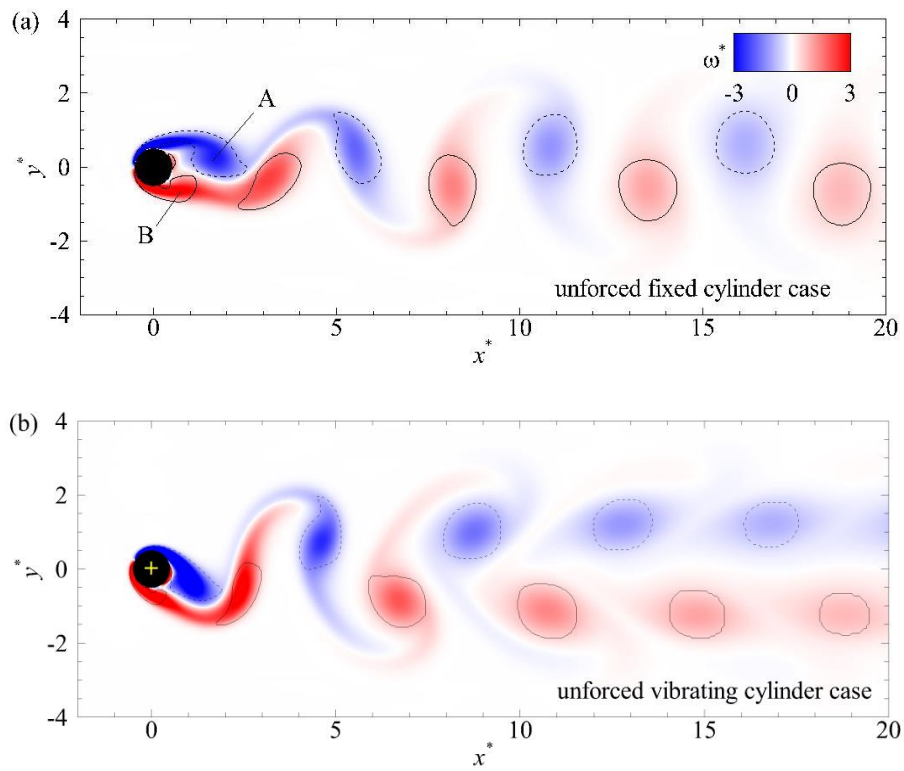 (a)
4
2
0
-2
-4
y*
A
B
ω*
-3 0 3
unforced fixed cylinder case
0 5 10 15 20
x*
(b)
4
2
0
-2
-4
y*
unforced vibrating cylinder case
0 5 10 15 20
x*